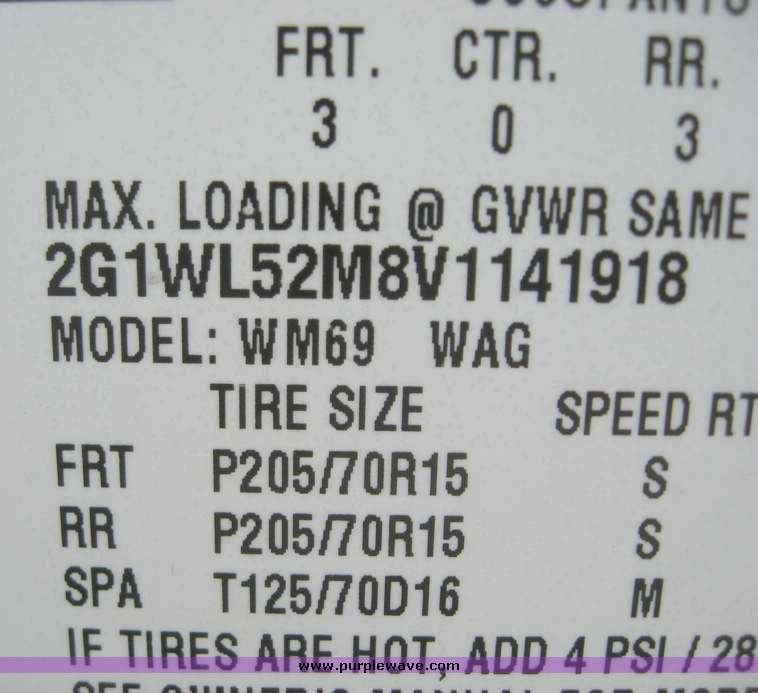 FRT. CTR. RR.
3 0 3
MAX. LOADING @ GVWR SAME
2G1WL52M8V1141918
MODEL: WM69 WAG
TIRE SIZE SPEED RT
FRT P205/70R15 S
RR P205/70R15 S
SPA T125/70D16 M
IF TIRES ARE HOT, ADD 4 PSI / 28
www.purplewave.com